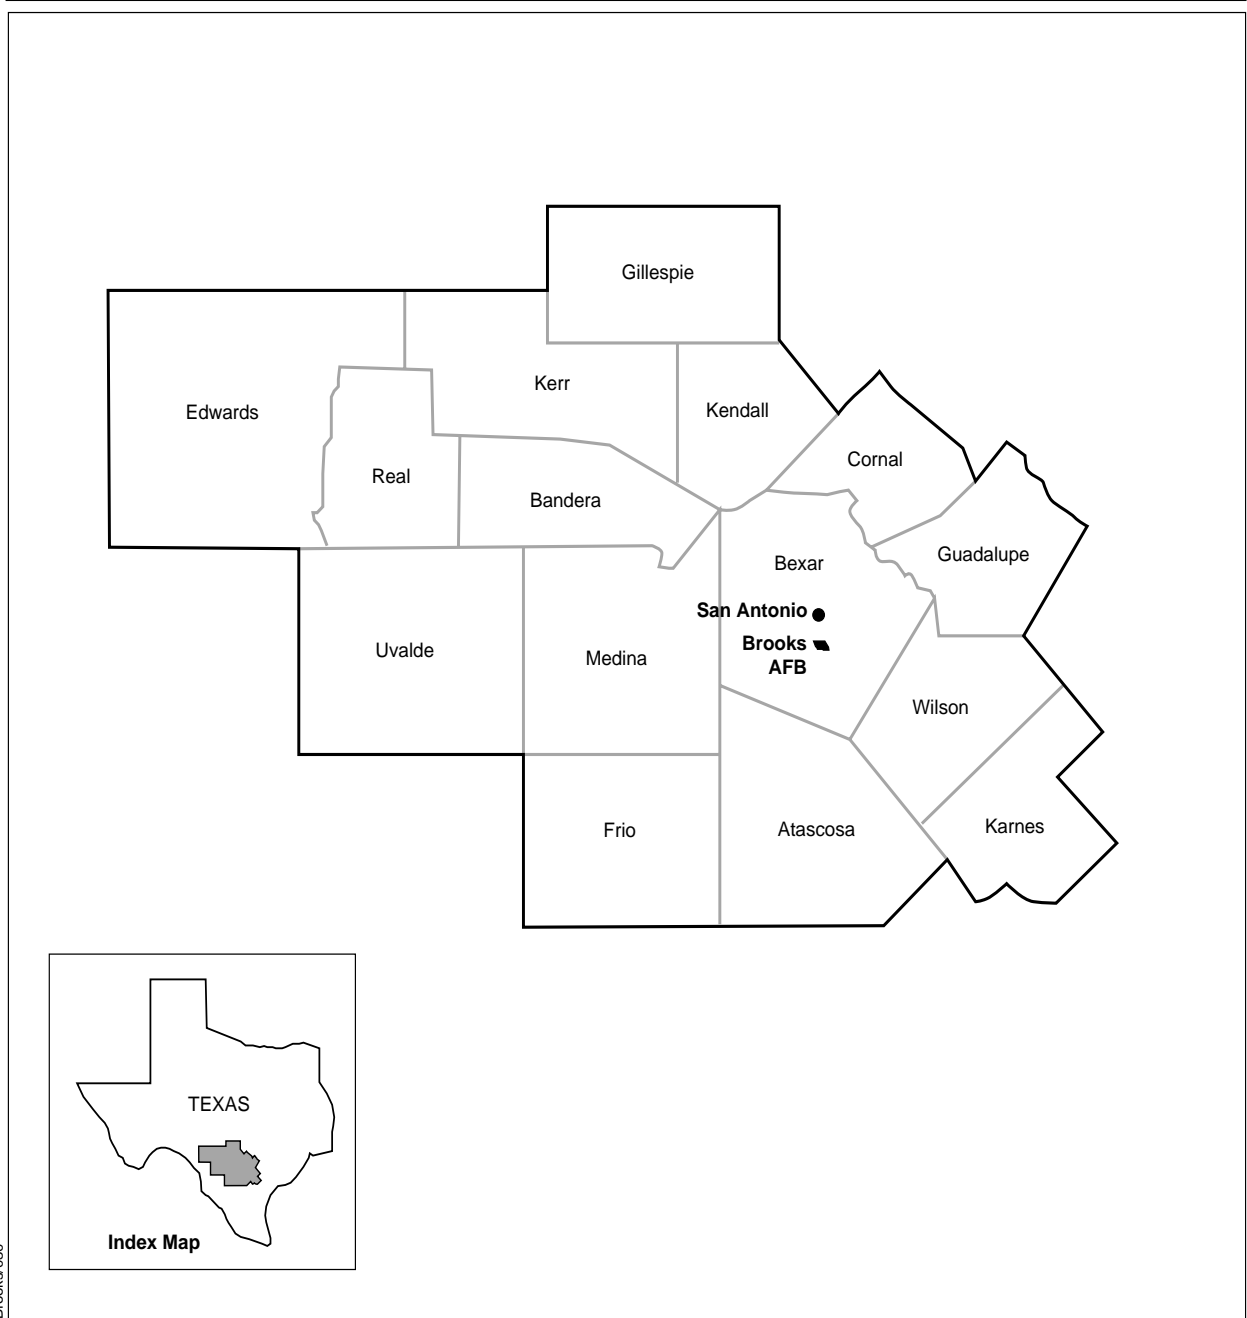 Gillespie
Kerr
Kendall
Edwards
Cornal
Real
Bandera
Guadalupe
Bexar
San Antonio
Brooks
AFB
Uvalde
Medina
Wilson
Frio
Atascosa
Karnes
TEXAS
Index Map